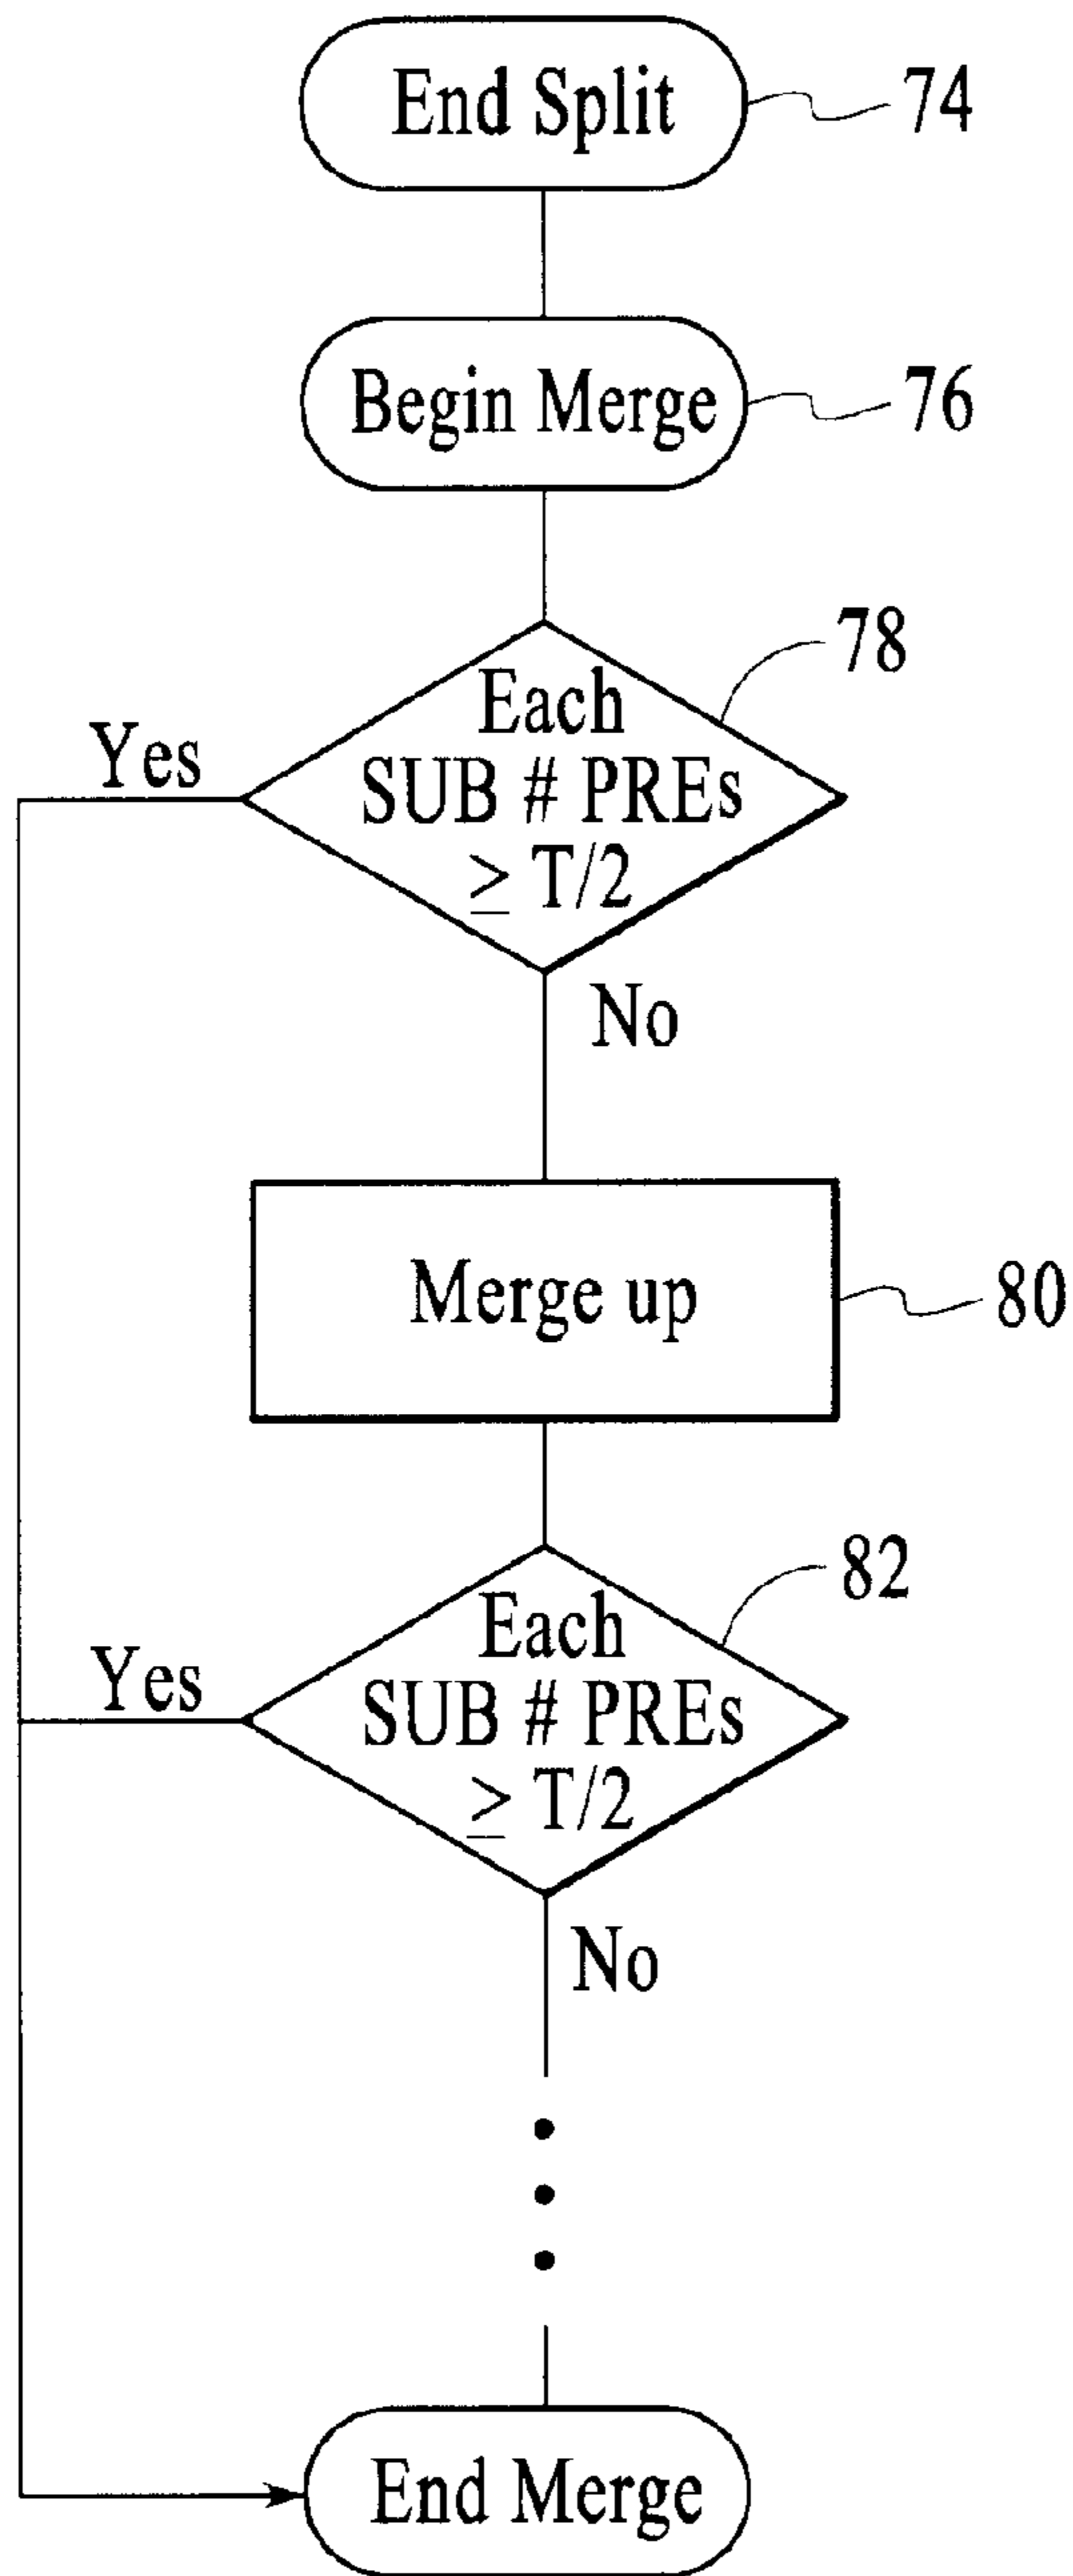 End Split
74
Begin Merge
76
78
Each
Yes
SUB # PREs
≥ T/2
No
Merge up
80
82
Each
Yes
SUB # PREs
≥ T/2
No
End Merge